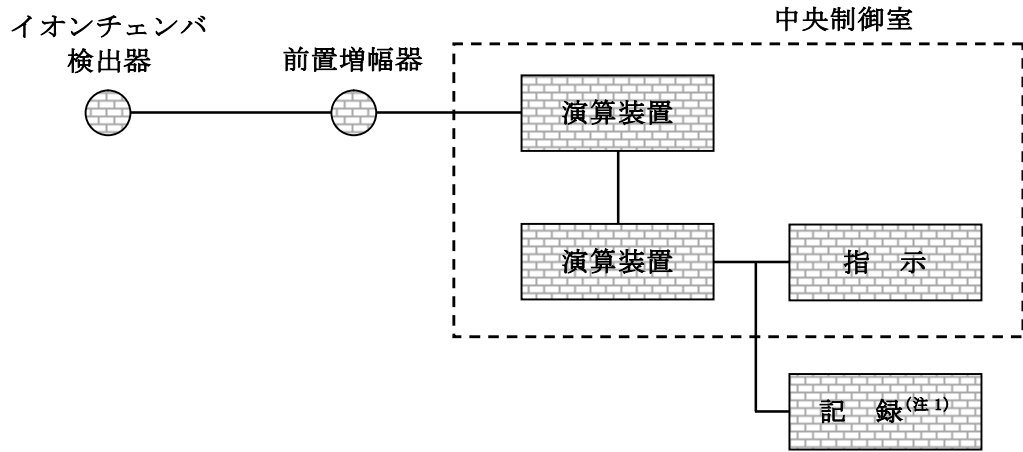 中央制御室
イオンチェンバ
検出器
前置増幅器
演算装置
演算装置
指　示
記　録(注1)